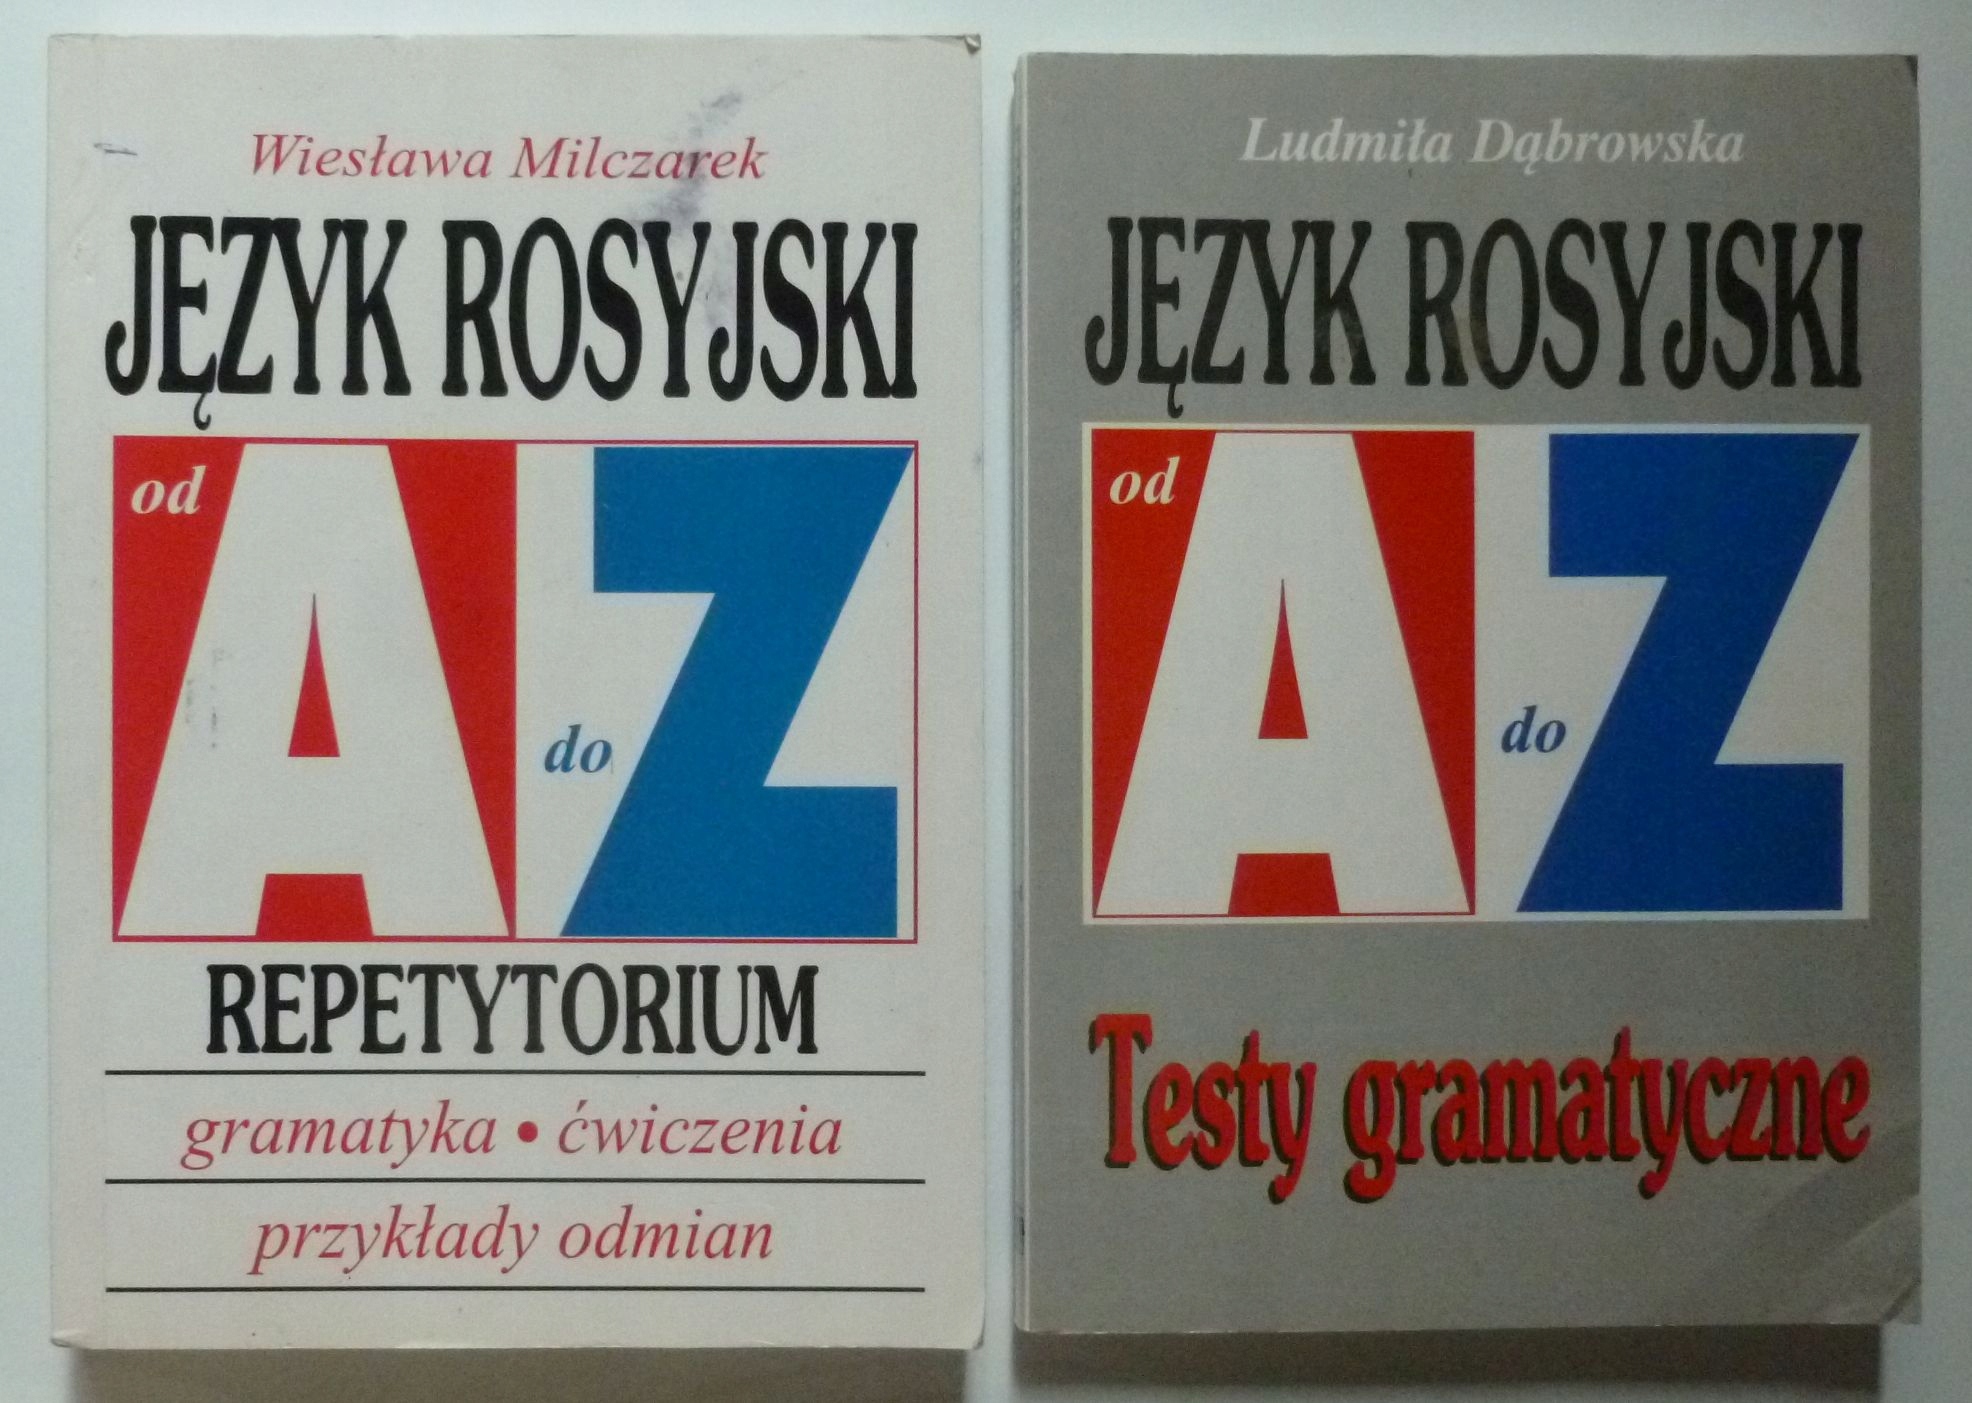 Wiesława Milczarek
JĘZYK ROSYJSKI
od A do Z
REPETYTORIUM
gramatyka • ćwiczenia
przykłady odmian
Ludmiła Dąbrowska
JĘZYK ROSYJSKI
od A do Z
Testy gramatyczne